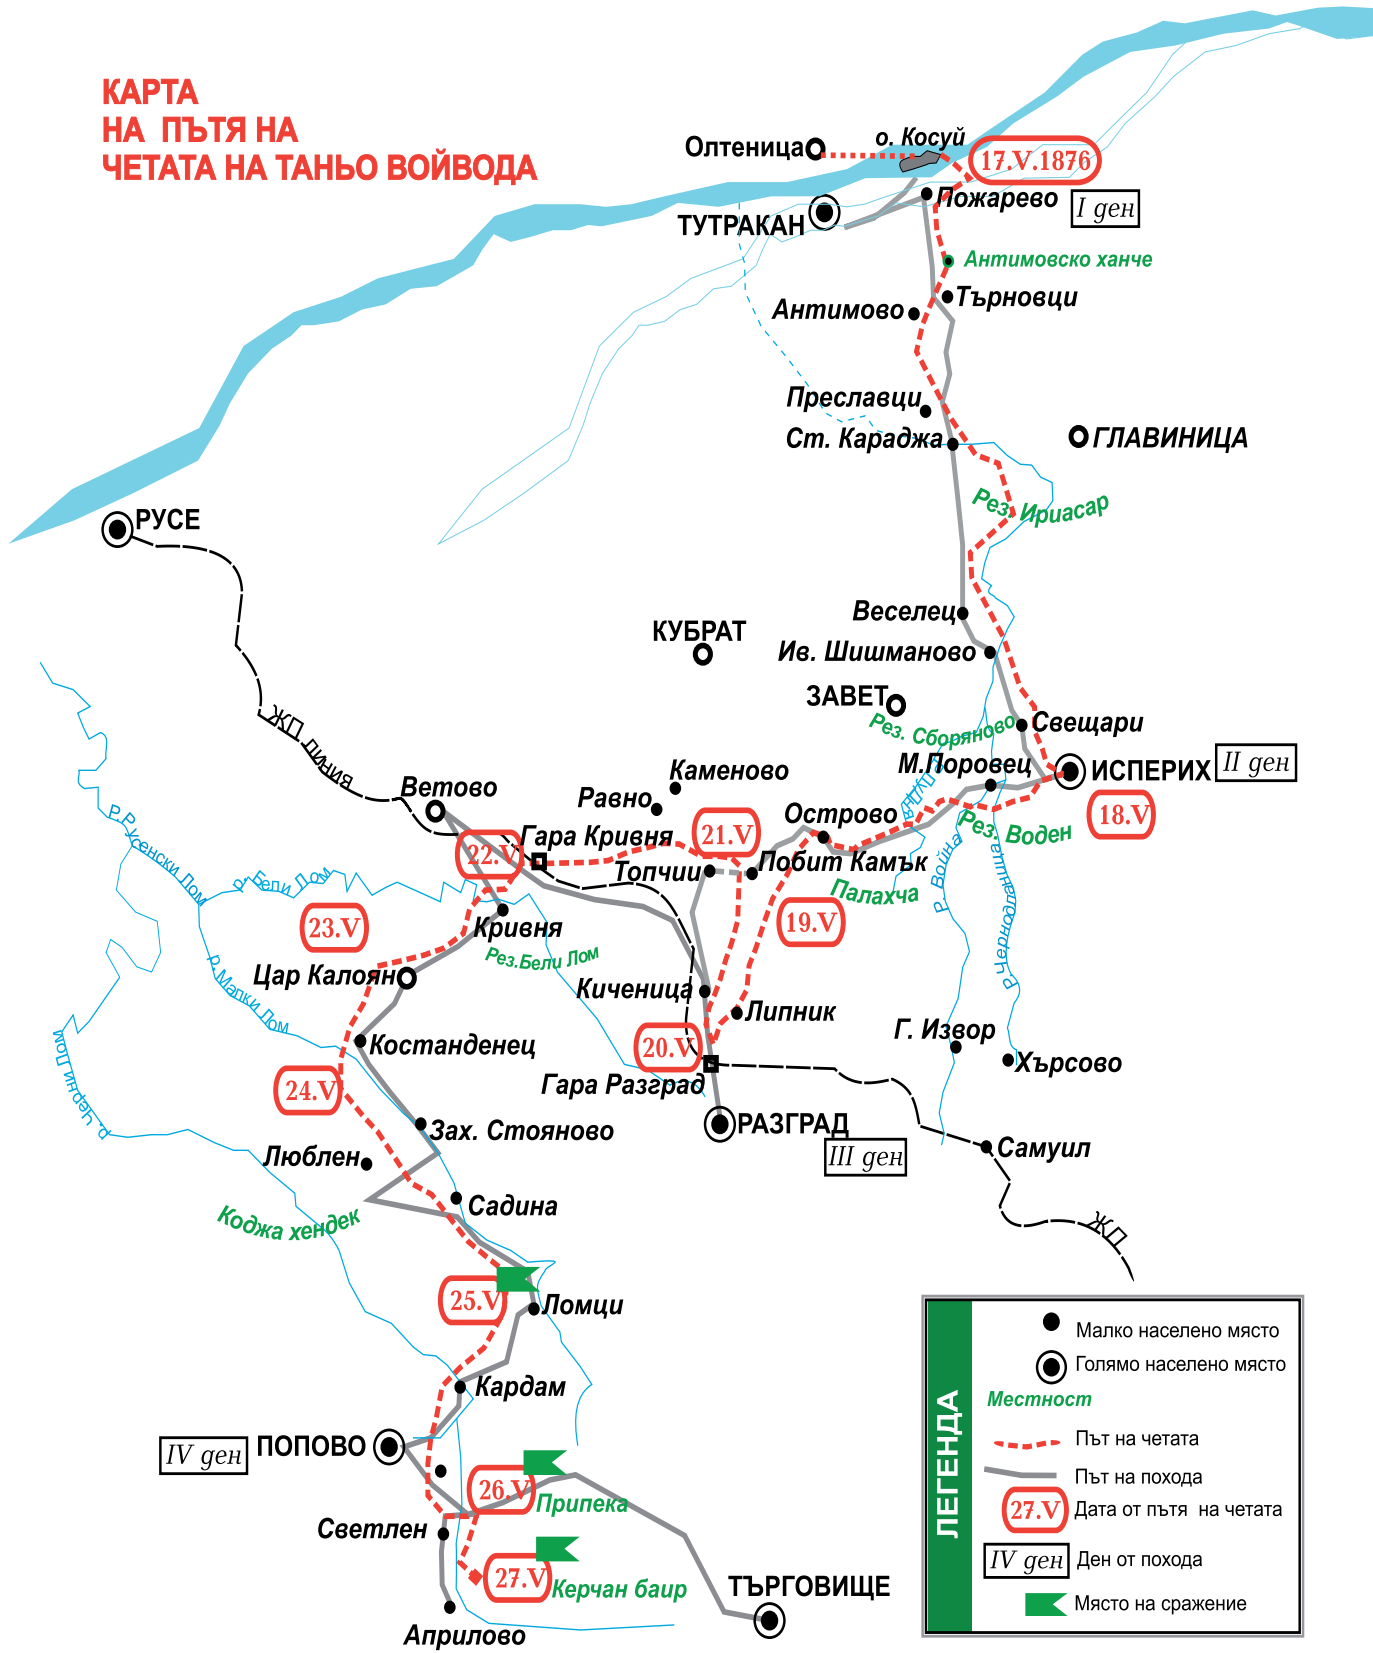 КАРТА
НА ПЪТЯ НА
ЧЕТАТА НА ТАНЬО ВОЙВОДА
Олтеница
о. Косуй
17.V.1876
ТУТРАКАН
Пожарево
I ден
Антимовско ханче
Търновци
Антимово
Преславци
Ст. Караджа
ГЛАВИНИЦА
Рез. Ириасар
РУСЕ
Веселец
КУБРАТ
Ив. Шишманово
ЗАВЕТ
Рез. Сборяново
Свещари
ЖП линия
М.Поровец
ИСПЕРИХ
II ден
Каменово
Ветово
Равно
Острово
18.V
р.Русенски Лом
Гара Кривня
21.V
Рез. Воден
22.V
Топчии
Побит Камък
р. Бели Лом
Палахча
р. Война
р.Чернодлица
23.V
Кривня
19.V
Рез.Бели Лом
р.Малки Лом
Цар Калоян
Киченица
Липник
р. Черни Лом
Костанденец
20.V
Г. Извор
Хърсово
24.V
Гара Разград
Зах. Стояново
РАЗГРАД
III ден
Самуил
Люблен
Садина
Коджа хендек
ЖП
25.V
Ломци
Кардам
IV ден
ПОПОВО
26.V
Припека
Светлен
27.V
Керчан баир
ТЪРГОВИЩЕ
Априлово
ЛЕГЕНДА
Малко населено място
Голямо населено място
Местност
Път на четата
Път на похода
27.V
Дата от пътя на четата
IV ден
Ден от похода
Място на сражение